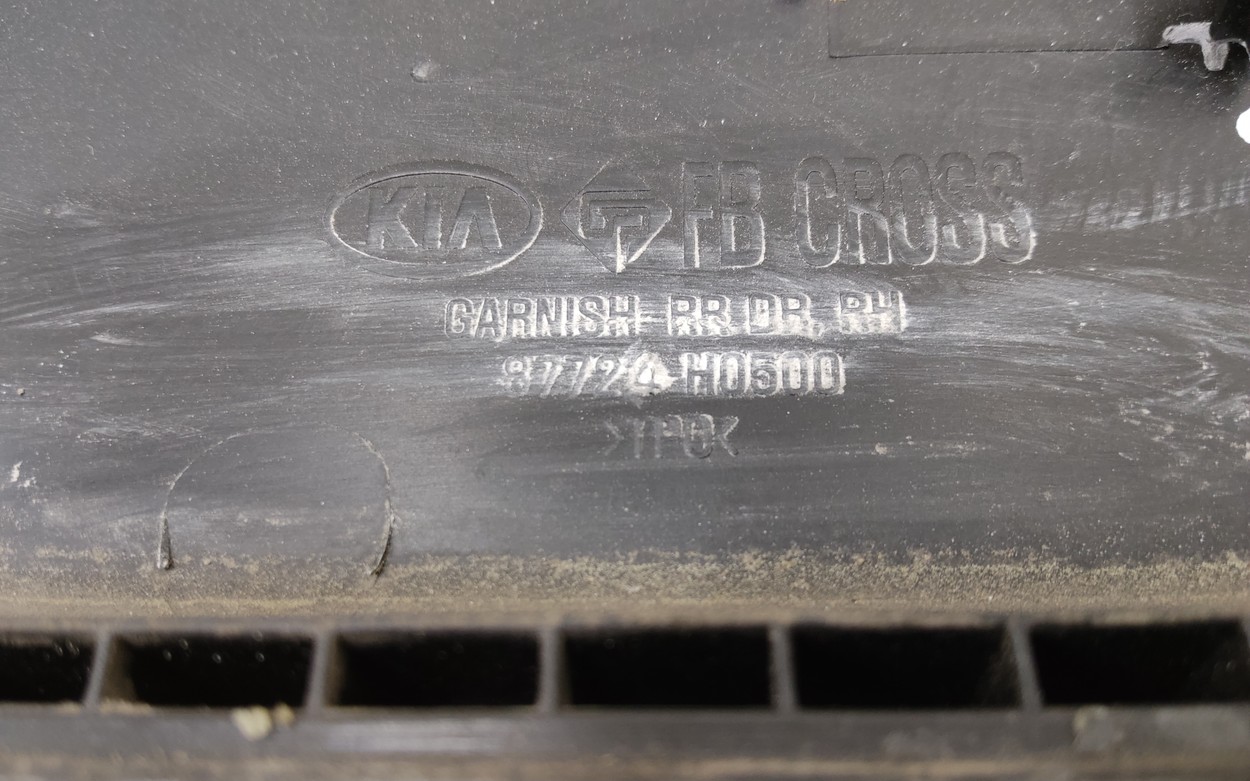 KIA FB CROSS
GARNISH-RR DR, RH
87724-H0500
>TPO<